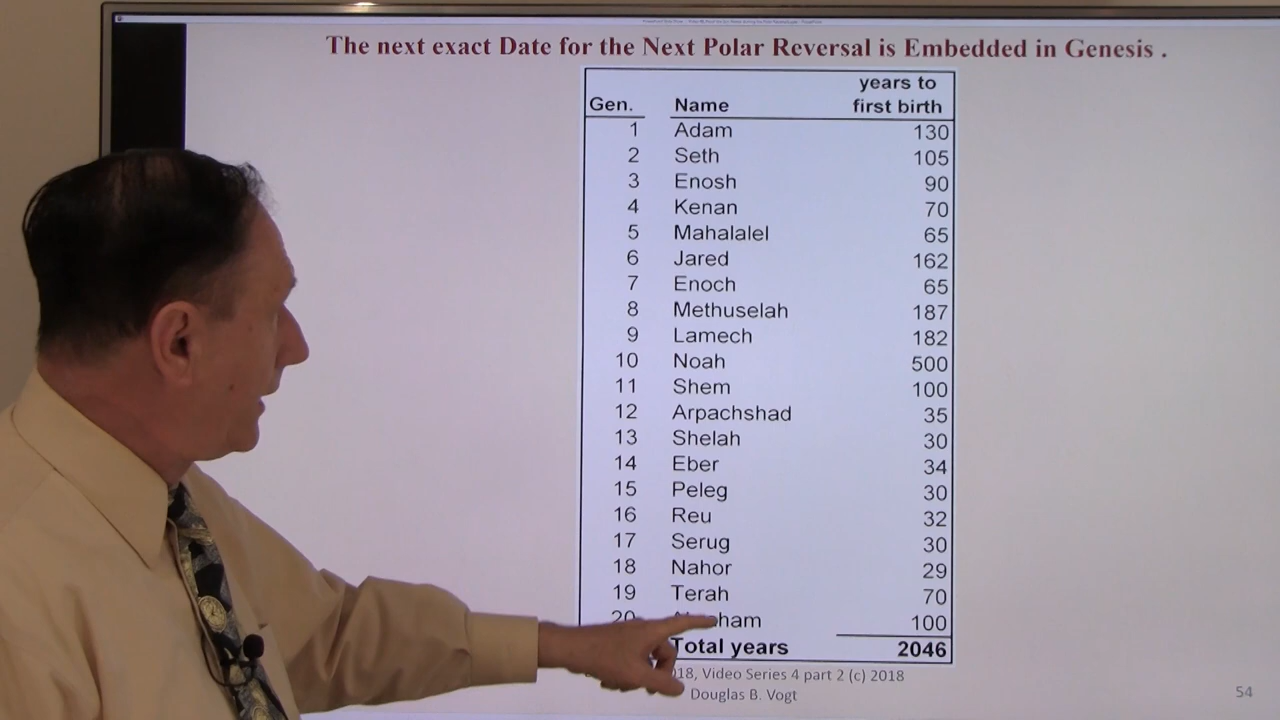 The next exact Date for the Next Polar Reversal is Embedded in Genesis .
years to
Gen. Name first birth
1 Adam 130
2 Seth 105
3 Enosh 90
4 Kenan 70
5 Mahalalel 65
6 Jared 162
7 Enoch 65
8 Methuselah 187
9 Lamech 182
10 Noah 500
11 Shem 100
12 Arpachshad 35
13 Shelah 30
14 Eber 34
15 Peleg 30
16 Reu 32
17 Serug 30
18 Nahor 29
19 Terah 70
20 Abraham 100
Total years 2046
Video Series 4 part 2 (c) 2018
Douglas B. Vogt
54